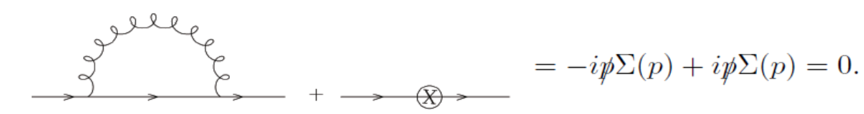 + X = −ip̸Σ(p) + ip̸Σ(p) = 0.